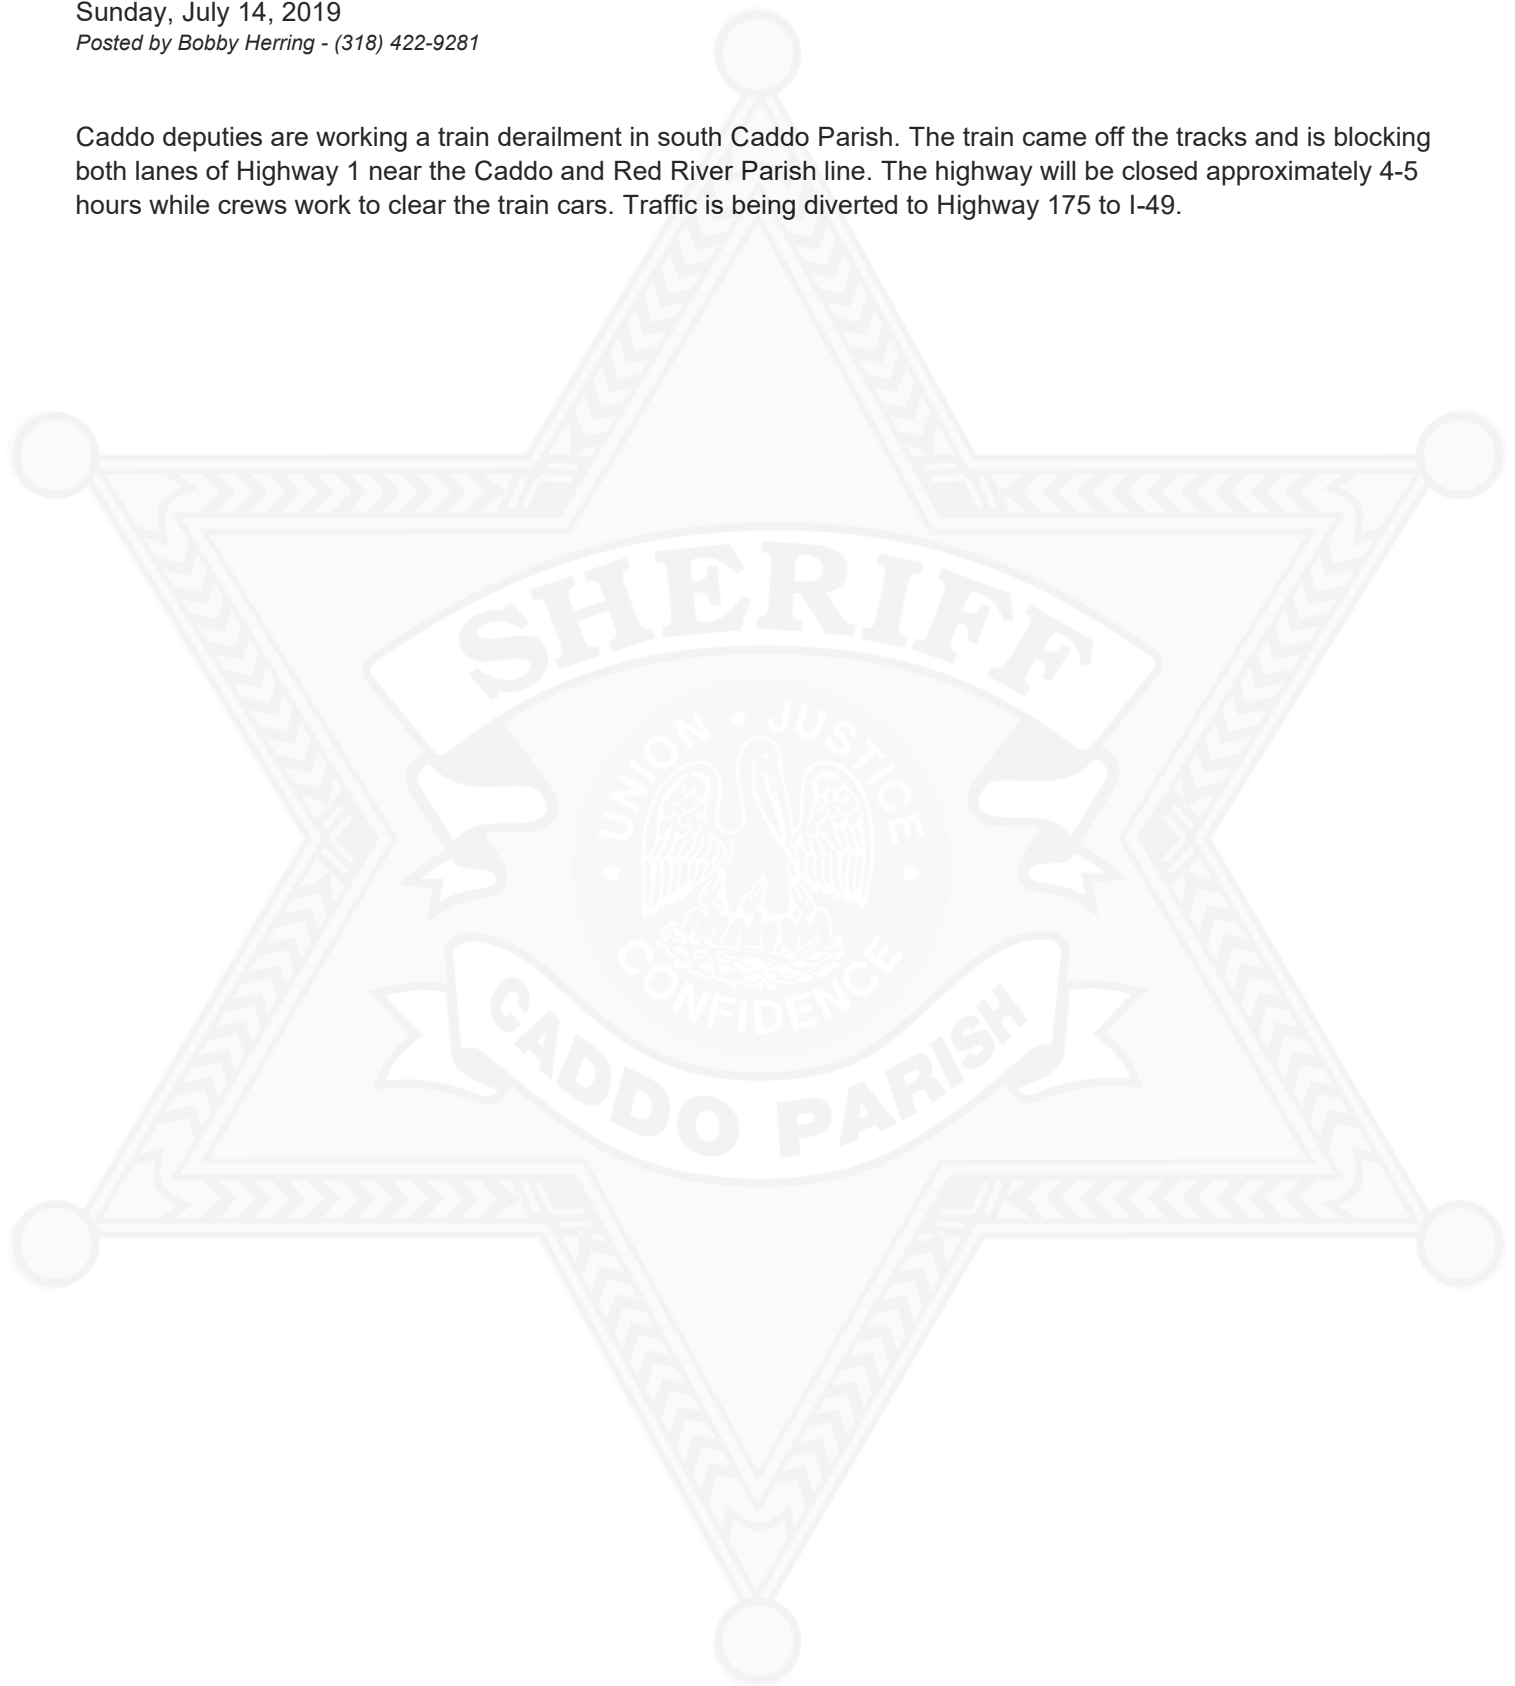 Sunday, July 14, 2019
Posted by Bobby Herring - (318) 422-9281
Caddo deputies are working a train derailment in south Caddo Parish. The train came off the tracks and is blocking
both lanes of Highway 1 near the Caddo and Red River Parish line. The highway will be closed approximately 4-5
hours while crews work to clear the train cars. Traffic is being diverted to Highway 175 to I-49.
SHERIFF
UNION • JUSTICE
• CONFIDENCE •
CADDO PARISH